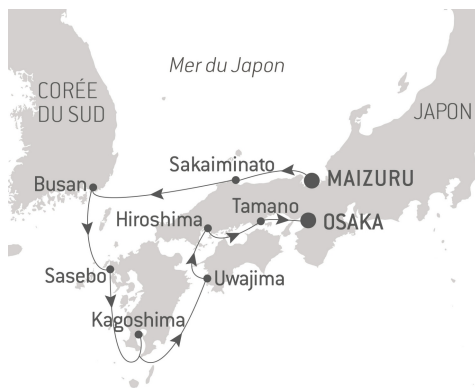 Mer du Japon
CORÉE
DU SUD
JAPON
Sakaiminato
MAIZURU
Busan
Tamano
Hiroshima
OSAKA
Sasebo
Uwajima
Kagoshima